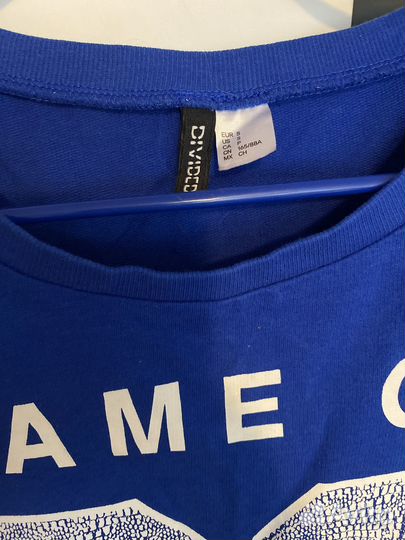 DIVIDED
EUR S
US S
CA P
CN 165/88A
MX CH
AME